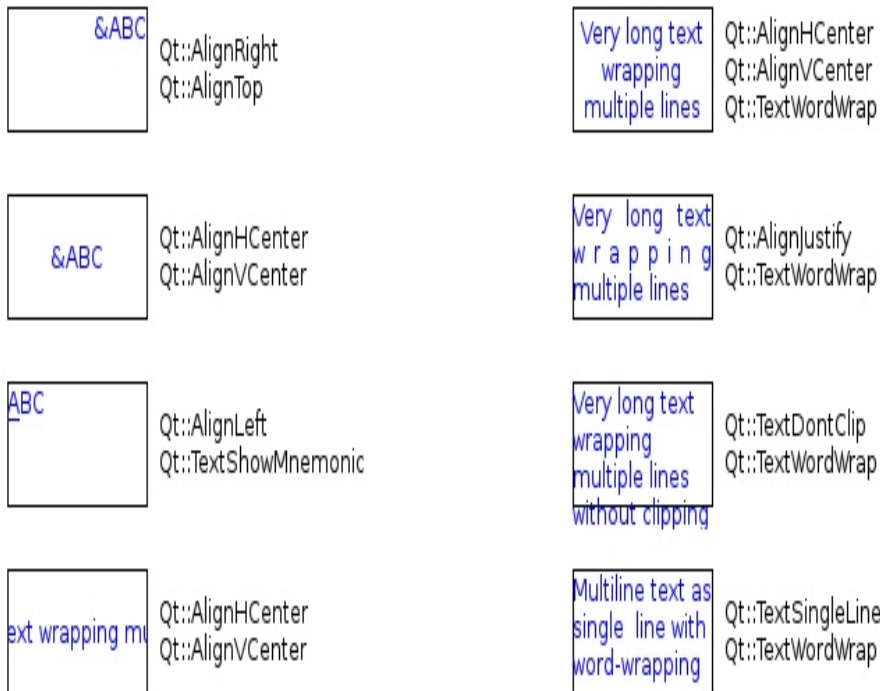 &ABC
Qt::AlignRight
Qt::AlignTop
&ABC
Qt::AlignHCenter
Qt::AlignVCenter
ABC
Qt::AlignLeft
Qt::TextShowMnemonic
ext wrapping mu
Qt::AlignHCenter
Qt::AlignVCenter
Very long text
wrapping
multiple lines
Qt::AlignHCenter
Qt::AlignVCenter
Qt::TextWordWrap
Very long text
wrapping
multiple lines
Qt::AlignJustify
Qt::TextWordWrap
Very long text
wrapping
multiple lines
without clipping
Qt::TextDontClip
Qt::TextWordWrap
Multiline text as
single line with
word-wrapping
Qt::TextSingleLine
Qt::TextWordWrap